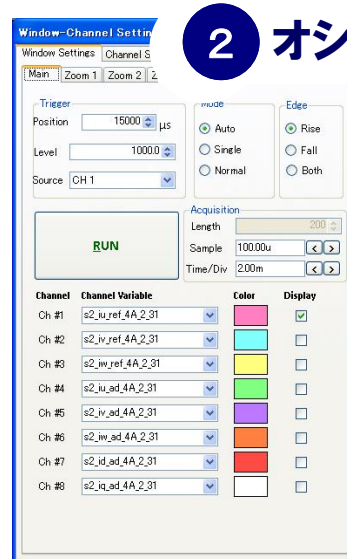 Window-Channel Settin
2 オシ
Window Settings Channel S
Main Zoom 1 Zoom 2 Z
Trigger Mode Edge
Position 15000 μs Auto Rise
Level 1000.0 Single Fall
Source CH 1 Normal Both
Acquisition
Length 200
RUN Sample 100.00u < >
Time/Div 2.00m < >
Channel Channel Variable Color Display
Ch #1 s2_iu_ref_4A_2_31
Ch #2 s2_iv_ref_4A_2_31
Ch #3 s2_iw_ref_4A_2_31
Ch #4 s2_iu_ad_4A_2_31
Ch #5 s2_iv_ad_4A_2_31
Ch #6 s2_iw_ad_4A_2_31
Ch #7 s2_id_ad_4A_2_31
Ch #8 s2_iq_ad_4A_2_31